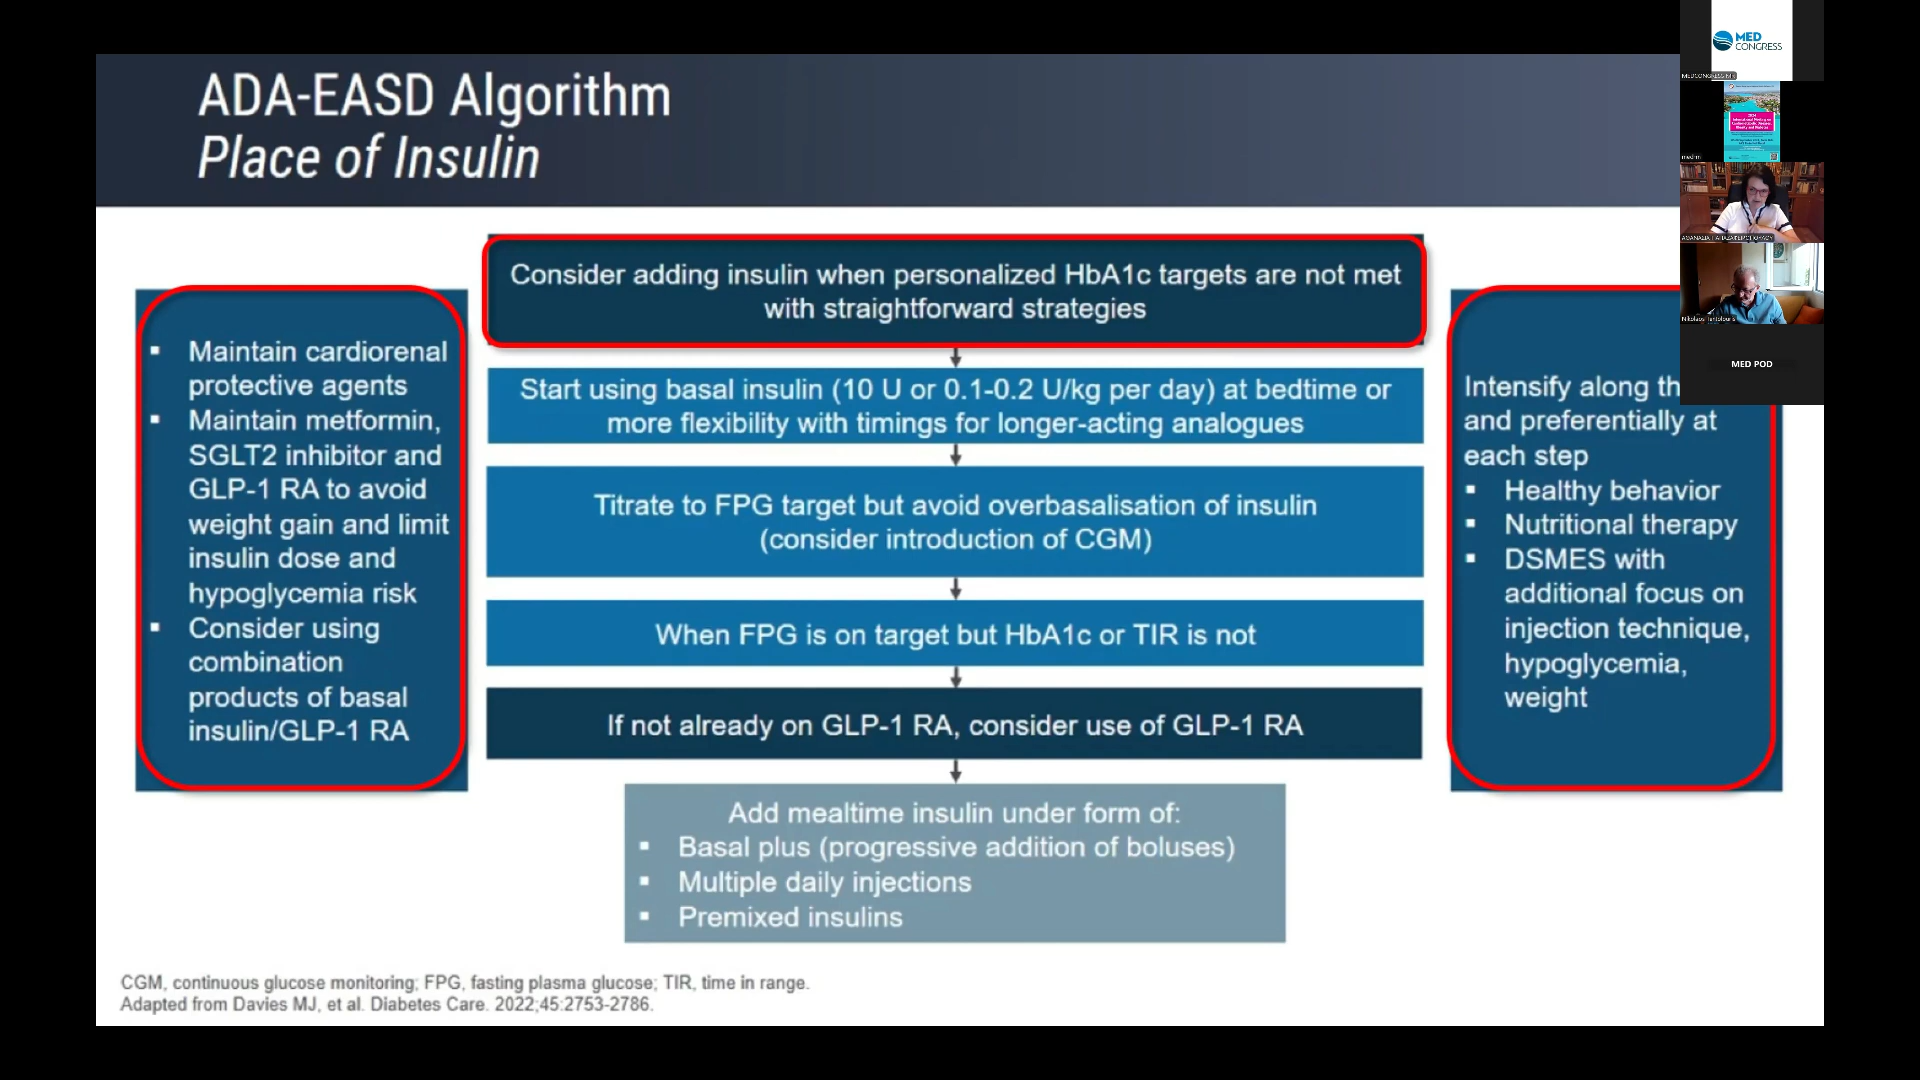 ADA-EASD Algorithm
Place of Insulin
Consider adding insulin when personalized HbA1c targets are not met
with straightforward strategies
▪ Maintain cardiorenal
protective agents
▪ Maintain metformin,
SGLT2 inhibitor and
GLP-1 RA to avoid
weight gain and limit
insulin dose and
hypoglycemia risk
▪ Consider using
combination
products of basal
insulin/GLP-1 RA
Start using basal insulin (10 U or 0.1-0.2 U/kg per day) at bedtime or
more flexibility with timings for longer-acting analogues
Titrate to FPG target but avoid overbasalisation of insulin
(consider introduction of CGM)
When FPG is on target but HbA1c or TIR is not
If not already on GLP-1 RA, consider use of GLP-1 RA
Add mealtime insulin under form of:
▪ Basal plus (progressive addition of boluses)
▪ Multiple daily injections
▪ Premixed insulins
Intensify along th
and preferentially at
each step
▪ Healthy behavior
▪ Nutritional therapy
▪ DSMES with
additional focus on
injection technique,
hypoglycemia,
weight
CGM, continuous glucose monitoring; FPG, fasting plasma glucose; TIR, time in range.
Adapted from Davies MJ, et al. Diabetes Care. 2022;45:2753-2786.
MED
CONGRESS
MED POD